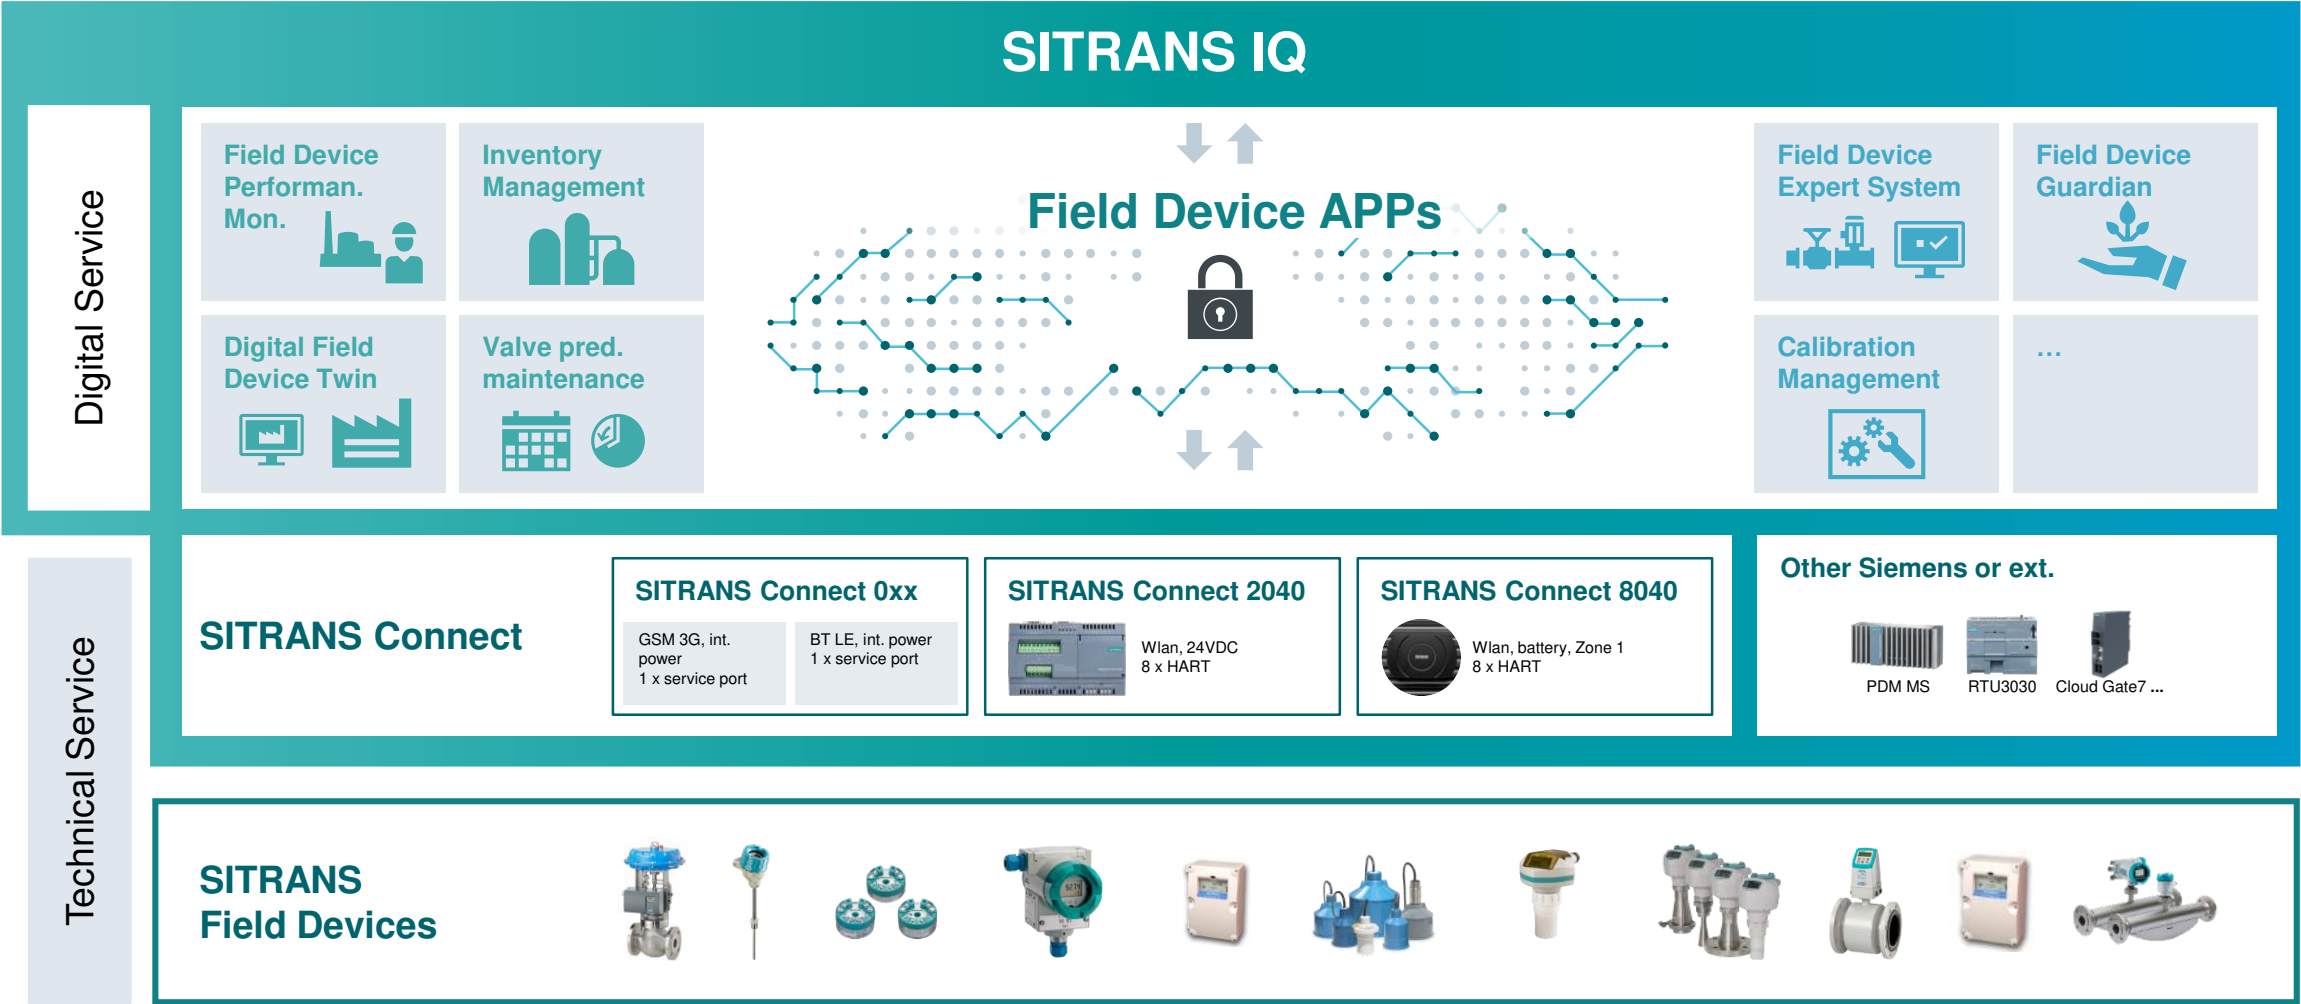 SITRANS IQ
Digital Service
Field Device
Performan.
Mon.
Inventory
Management
Digital Field
Device Twin
Valve pred.
maintenance
Field Device APPs
Field Device
Expert System
Field Device
Guardian
Calibration
Management
...
Technical Service
SITRANS Connect
SITRANS Connect 0xx
GSM 3G, int.
power
1 x service port
BT LE, int. power
1 x service port
SITRANS Connect 2040
Wlan, 24VDC
8 x HART
SITRANS Connect 8040
Wlan, battery, Zone 1
8 x HART
Other Siemens or ext.
PDM MS
RTU3030
Cloud Gate7 ...
SITRANS
Field Devices